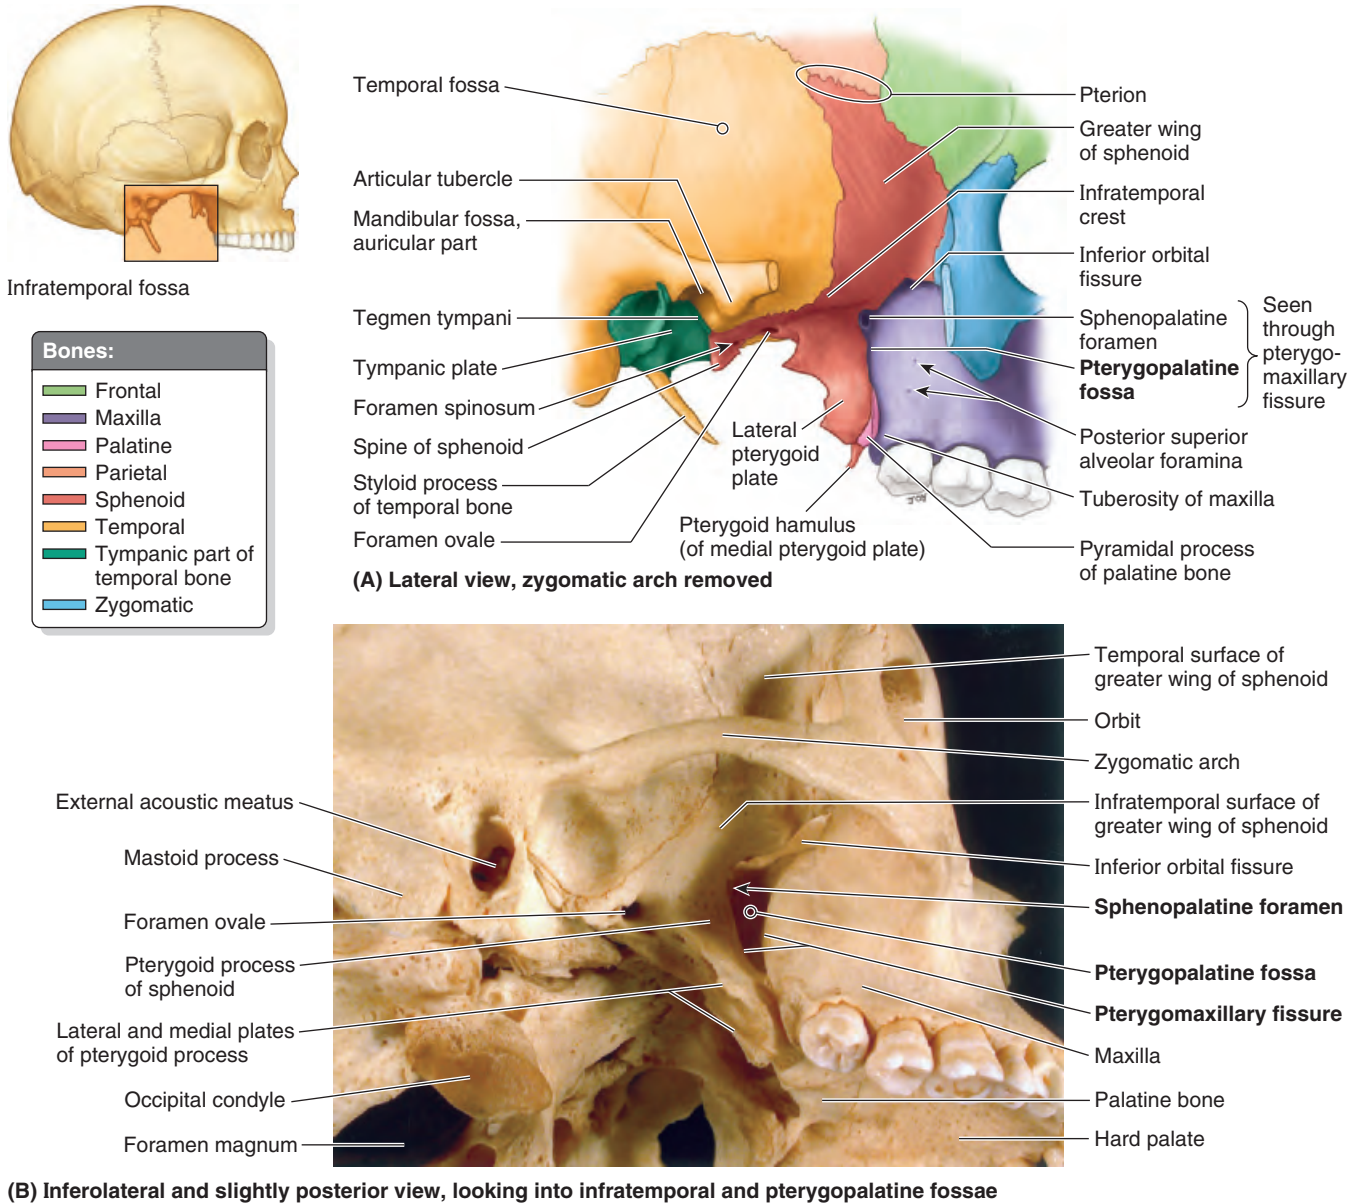 Infratemporal fossa
Bones:
Frontal
Maxilla
Palatine
Parietal
Sphenoid
Temporal
Tympanic part of
temporal bone
Zygomatic
Temporal fossa
Articular tubercle
Mandibular fossa,
auricular part
Tegmen tympani
Tympanic plate
Foramen spinosum
Spine of sphenoid
Styloid process
of temporal bone
Foramen ovale
Lateral
pterygoid
plate
Pterygoid hamulus
(of medial pterygoid plate)
Pterion
Greater wing
of sphenoid
Infratemporal
crest
Inferior orbital
fissure
Sphenopalatine
foramen
Pterygopalatine
fossa
Seen
through
pterygo-
maxillary
fissure
Posterior superior
alveolar foramina
Tuberosity of maxilla
Pyramidal process
of palatine bone
(A) Lateral view, zygomatic arch removed
External acoustic meatus
Mastoid process
Foramen ovale
Pterygoid process
of sphenoid
Lateral and medial plates
of pterygoid process
Occipital condyle
Foramen magnum
Temporal surface of
greater wing of sphenoid
Orbit
Zygomatic arch
Infratemporal surface of
greater wing of sphenoid
Inferior orbital fissure
Sphenopalatine foramen
Pterygopalatine fossa
Pterygomaxillary fissure
Maxilla
Palatine bone
Hard palate
(B) Inferolateral and slightly posterior view, looking into infratemporal and pterygopalatine fossae